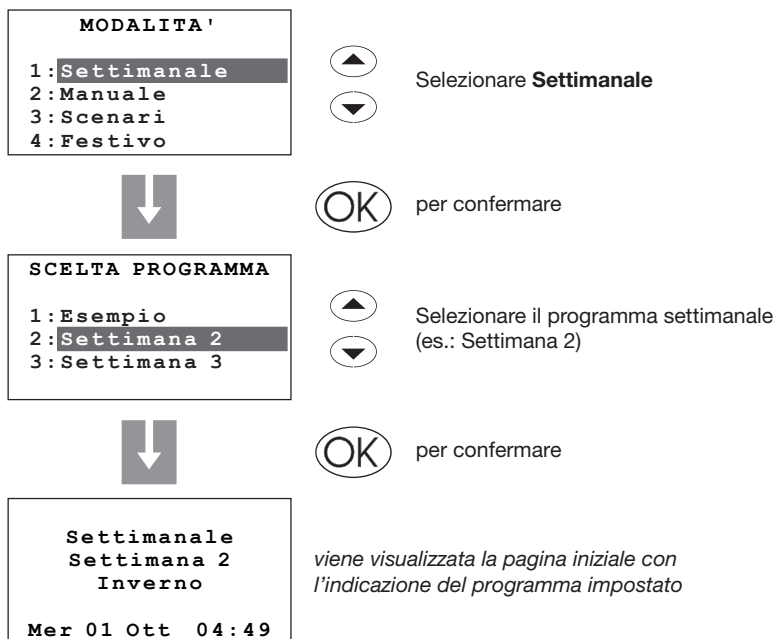 MODALITA'
1:Settimanale
2:Manuale
3:Scenari
4:Festivo
Selezionare Settimanale
OK
per confermare
SCELTA PROGRAMMA
1:Esempio
2:Settimana 2
3:Settimana 3
Selezionare il programma settimanale
(es.: Settimana 2)
OK
per confermare
Settimanale
Settimana 2
Inverno
Mer 01 Ott 04:49
viene visualizzata la pagina iniziale con
l'indicazione del programma impostato